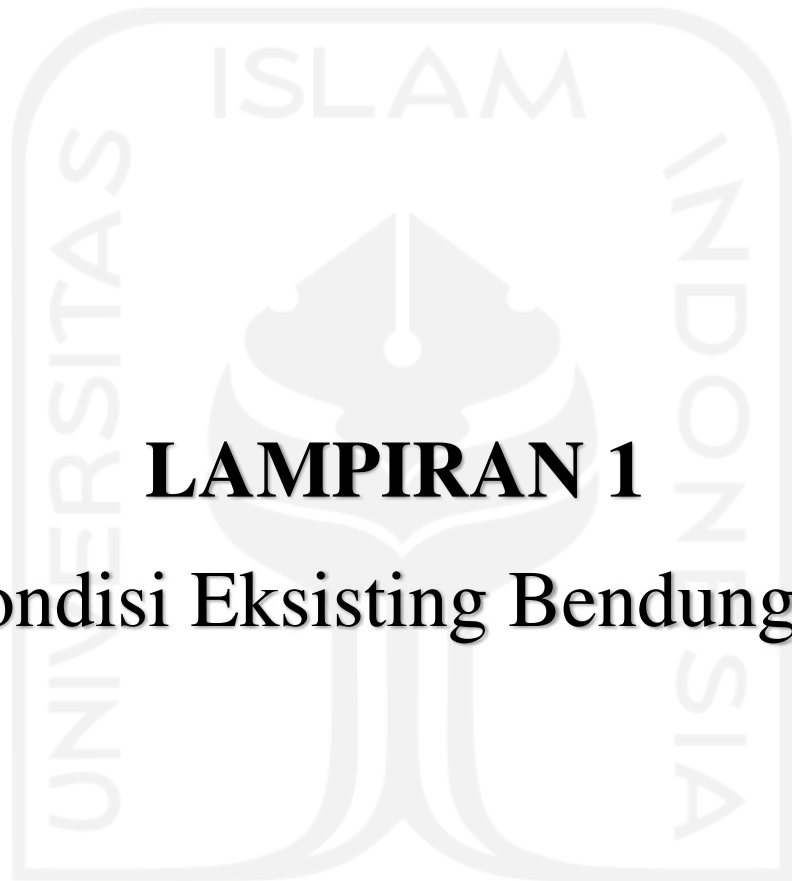 ISLAM
UNIVERSITAS
INDONESIA
LAMPIRAN 1
ondisi Eksisting Bendung